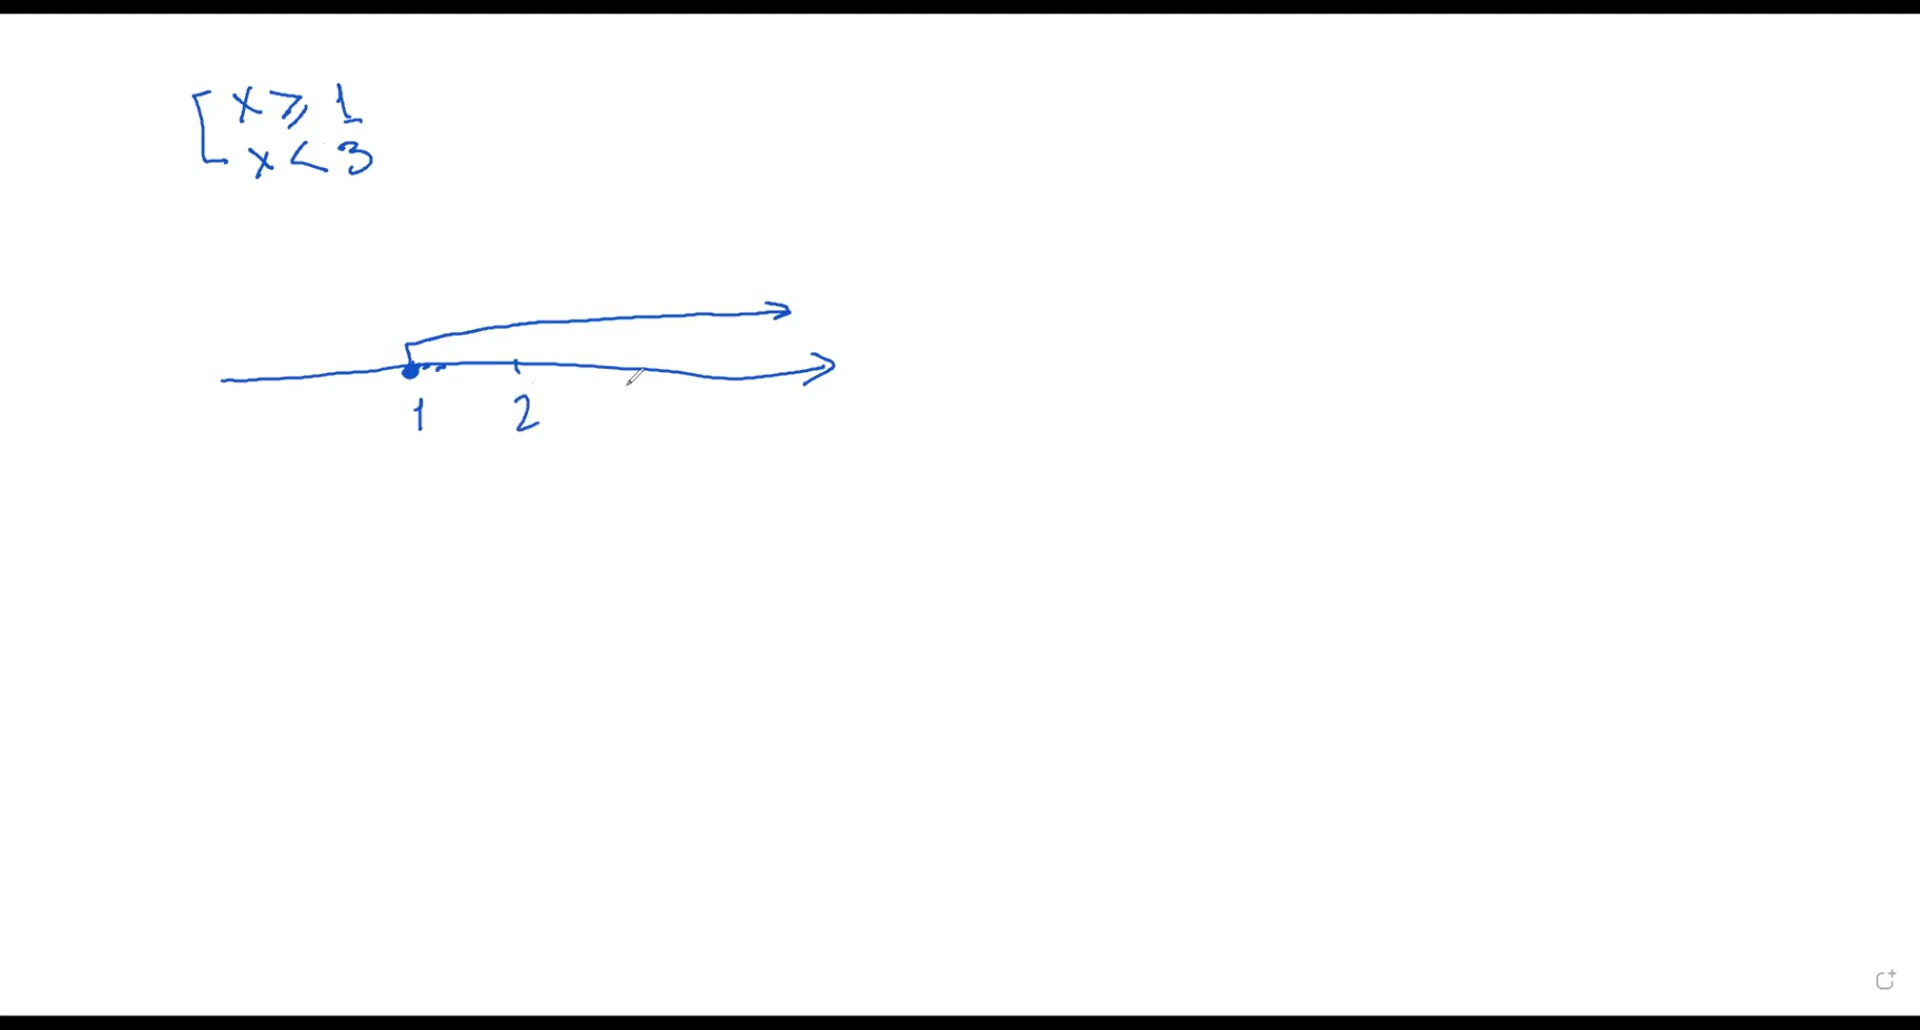 [ x ⩾ 1
x < 3
1 2